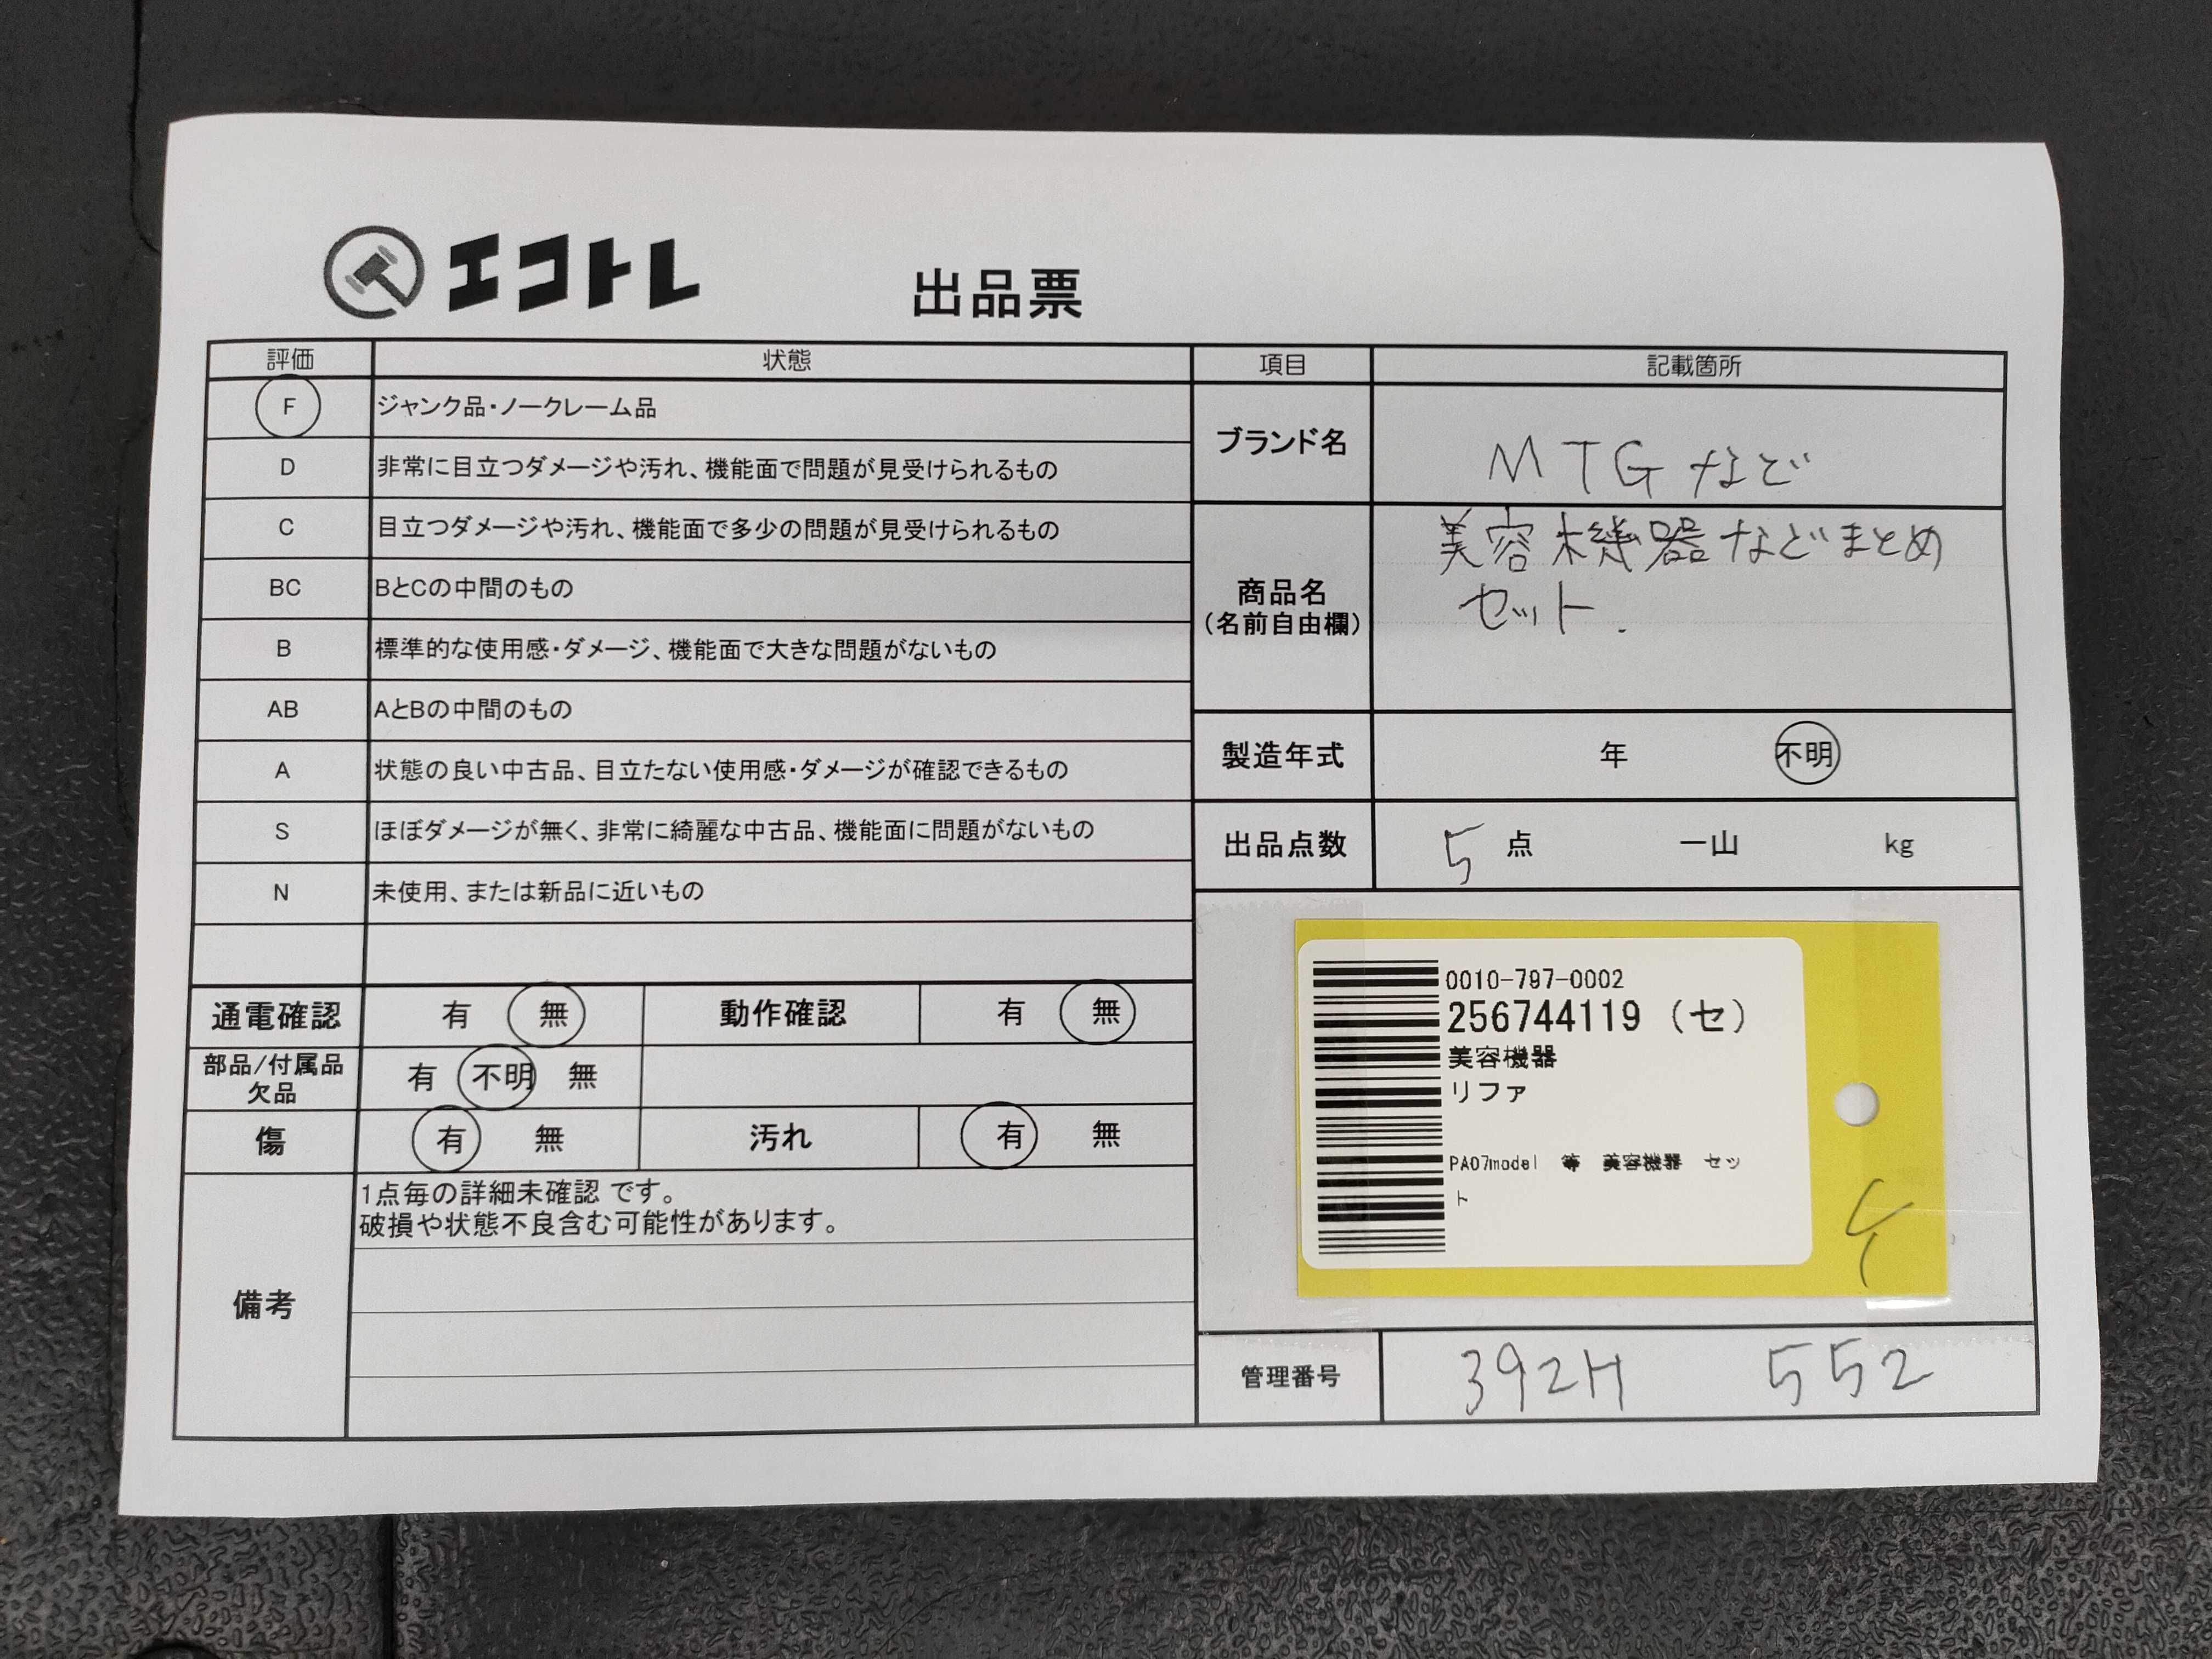 エコトレ
出品票
評価 状態
F ジャンク品・ノークレーム品
D 非常に目立つダメージや汚れ、機能面で問題が見受けられるもの
C 目立つダメージや汚れ、機能面で多少の問題が見受けられるもの
BC BとCの中間のもの
B 標準的な使用感・ダメージ、機能面で大きな問題がないもの
AB AとBの中間のもの
A 状態の良い中古品、目立たない使用感・ダメージが確認できるもの
S ほぼダメージが無く、非常に綺麗な中古品、機能面に問題がないもの
N 未使用、または新品に近いもの
通電確認 有 無 動作確認 有 無
部品/付属品
欠品
有 不明 無
傷 有 無 汚れ 有 無
備考
1点毎の詳細未確認 です。
破損や状態不良含む可能性があります。
項目 記載箇所
ブランド名 MTG など
商品名
(名前自由欄)
美容機器などまとめ
セット.
製造年式 年 不明
出品点数 5 点 一山 kg
0010-797-0002
256744119 (セ)
美容機器
リファ
PA07model 等 美容機器 セッ
ト
管理番号 392H 552